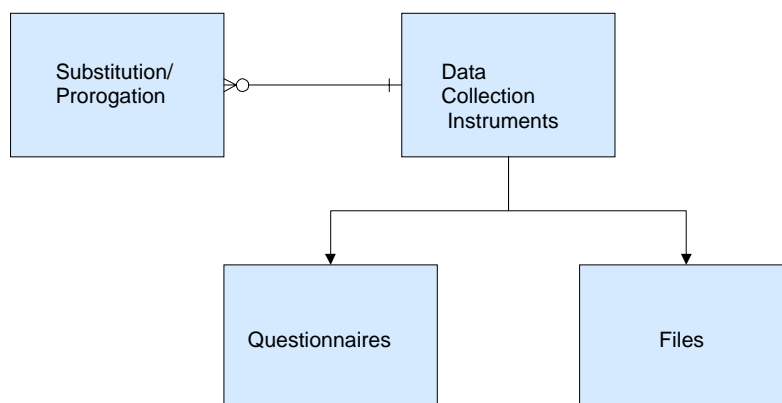 Substitution/
Prorogation
Data
Collection
Instruments
Questionnaires
Files